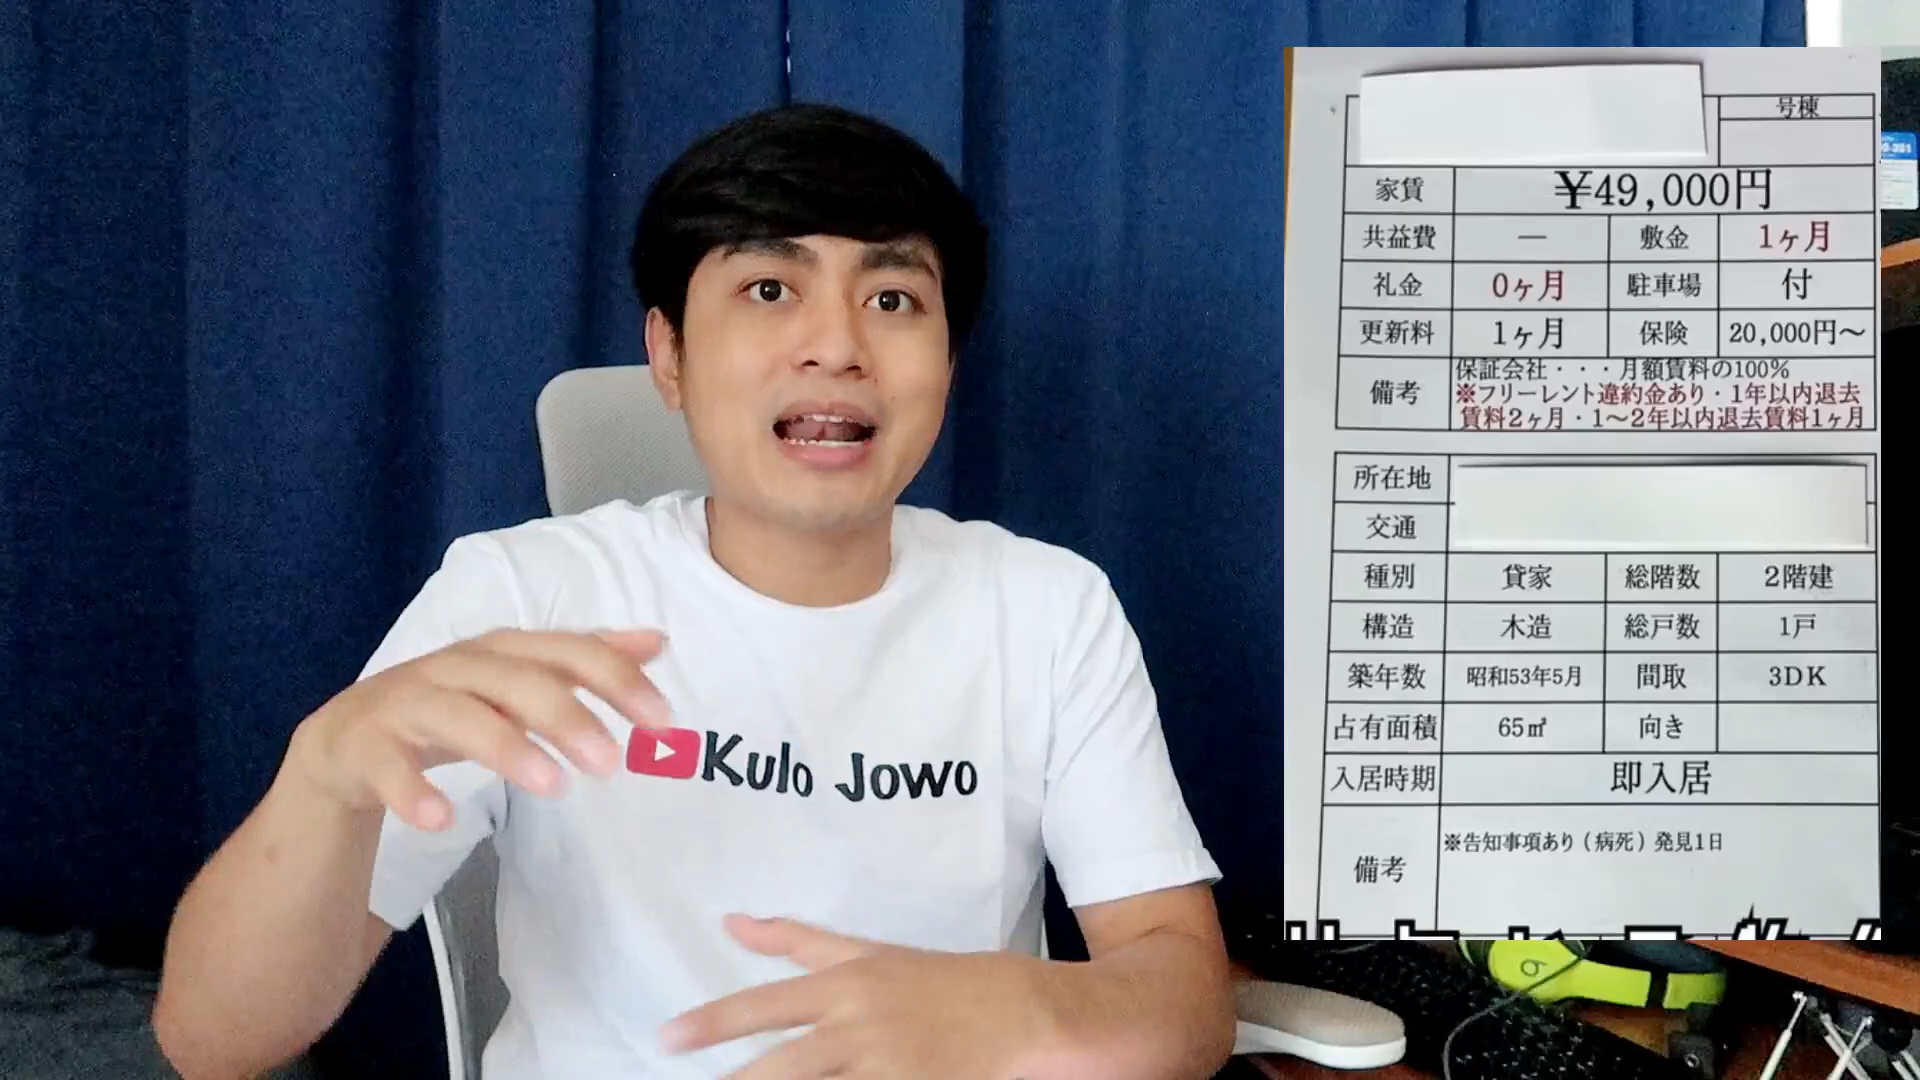 Kulo Jowo
号棟
家賃 ¥49,000円
共益費 — 敷金 1ヶ月
礼金 0ヶ月 駐車場 付
更新料 1ヶ月 保険 20,000円～
備考 保証会社・・・月額賃料の100%
※フリーレント違約金あり・1年以内退去
賃料2ヶ月・1～2年以内退去賃料1ヶ月
所在地
交通
種別 貸家 総階数 2階建
構造 木造 総戸数 1戸
築年数 昭和53年5月 間取 3DK
占有面積 65㎡ 向き
入居時期 即入居
備考 ※告知事項あり（病死）発見1日